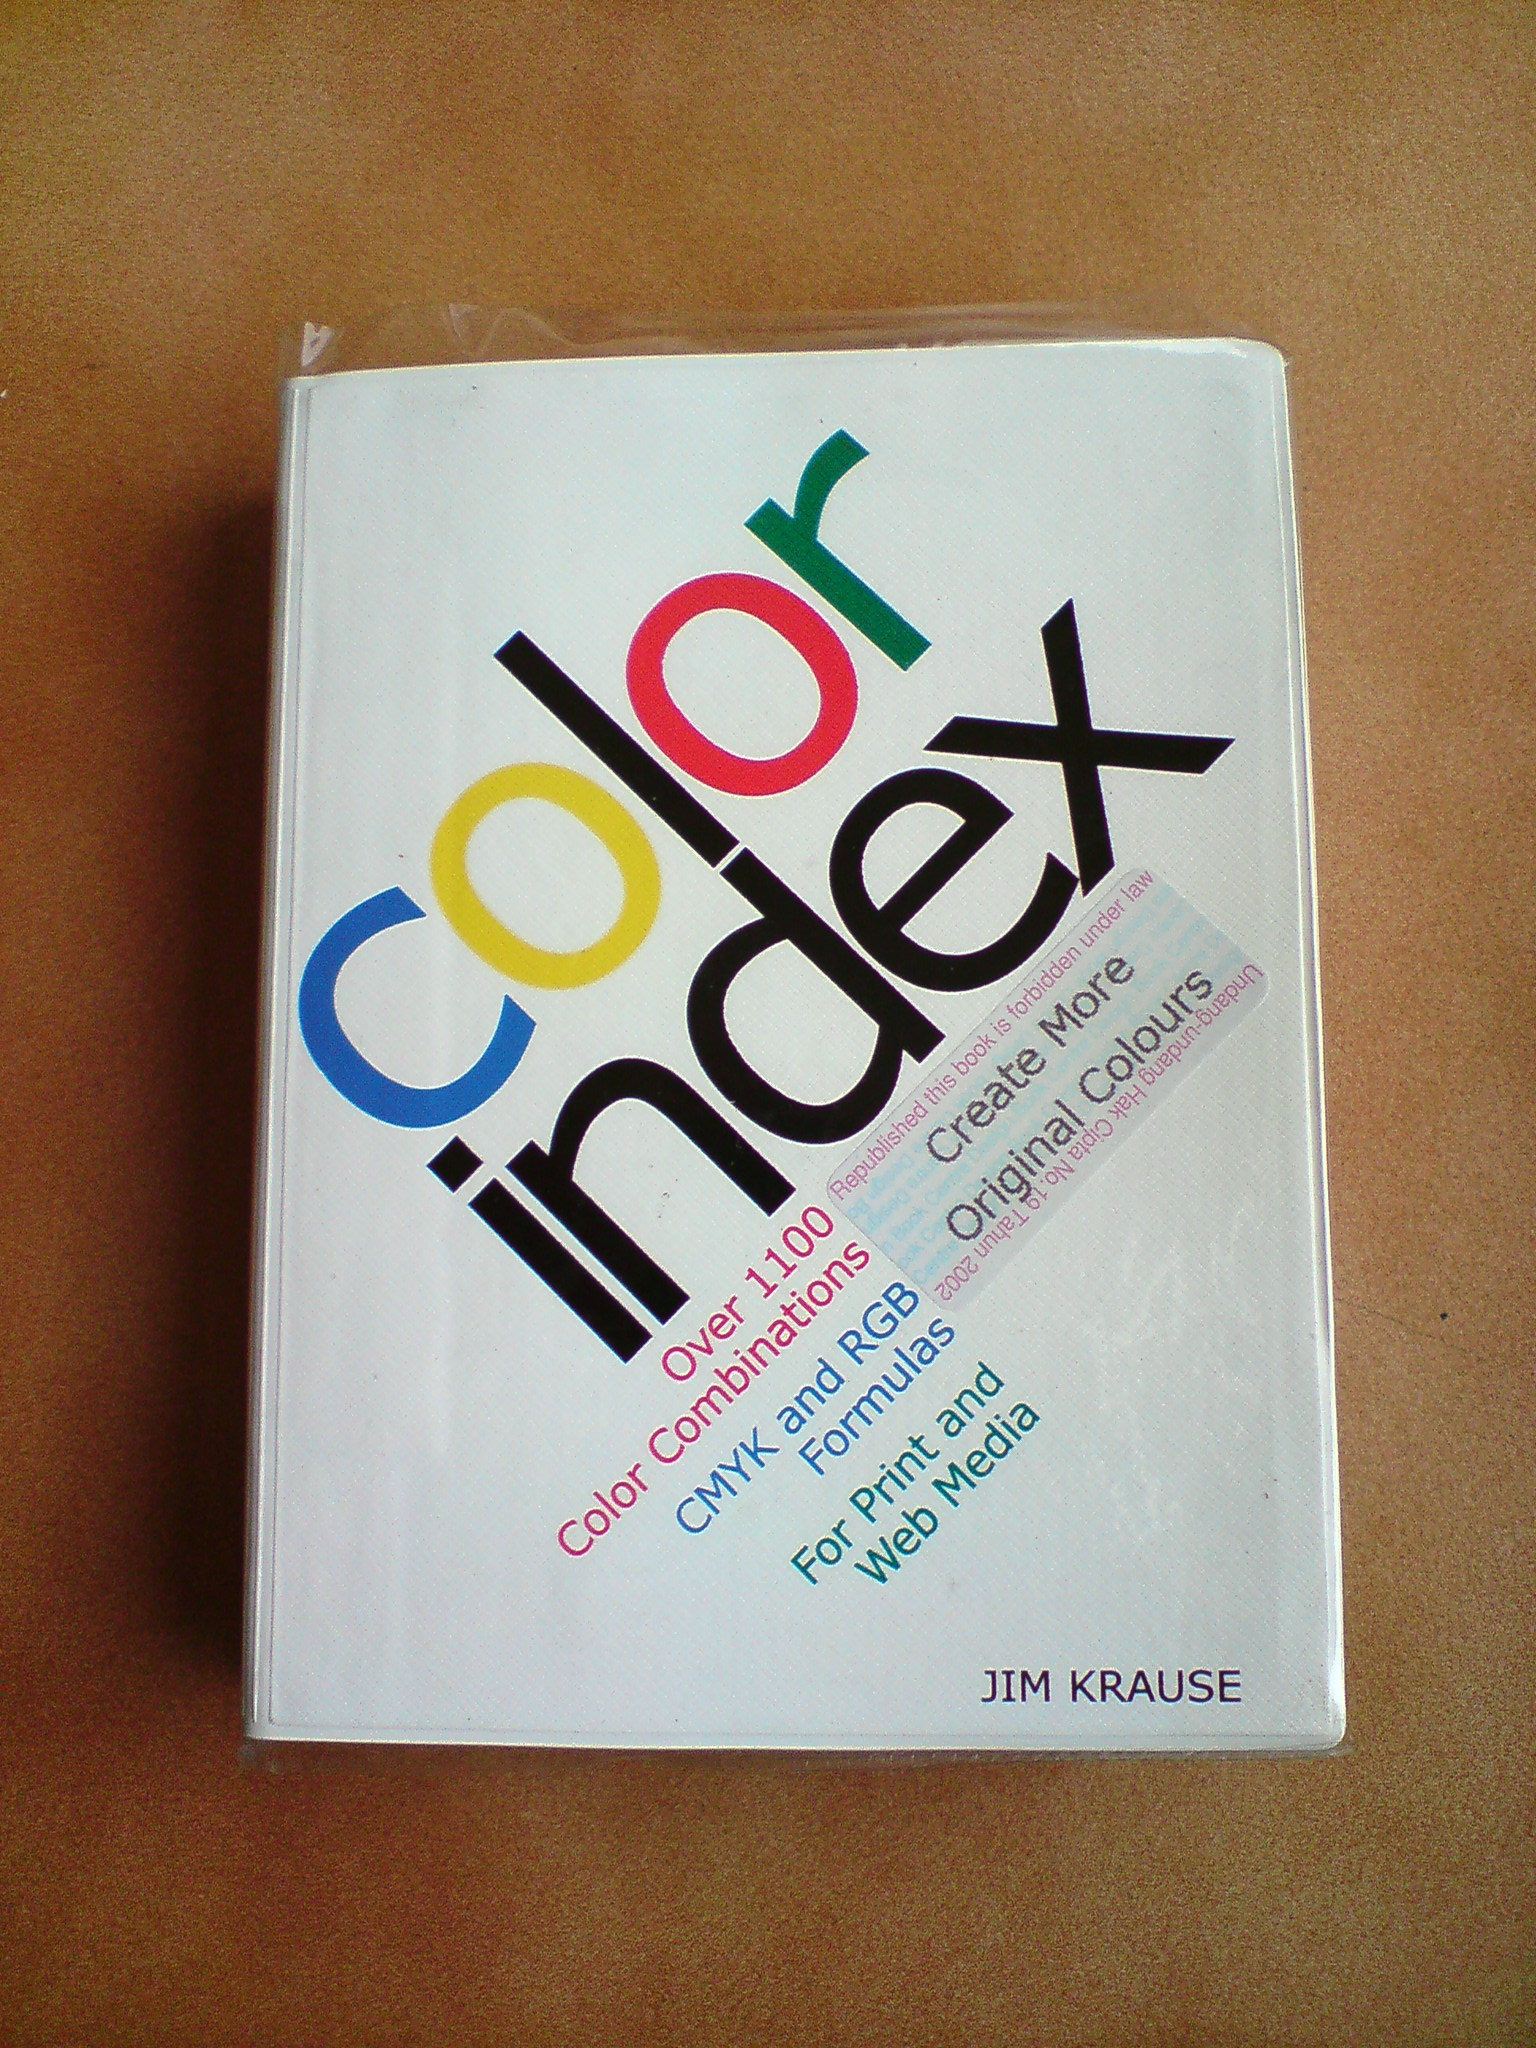 color
index
Republished this book is forbidden under law
Create More
Original Colours
Undang-undang Hak Cipta No.19 Tahun 2002
Over 1100
Color Combinations
CMYK and RGB
Formulas
For Print and
Web Media
JIM KRAUSE